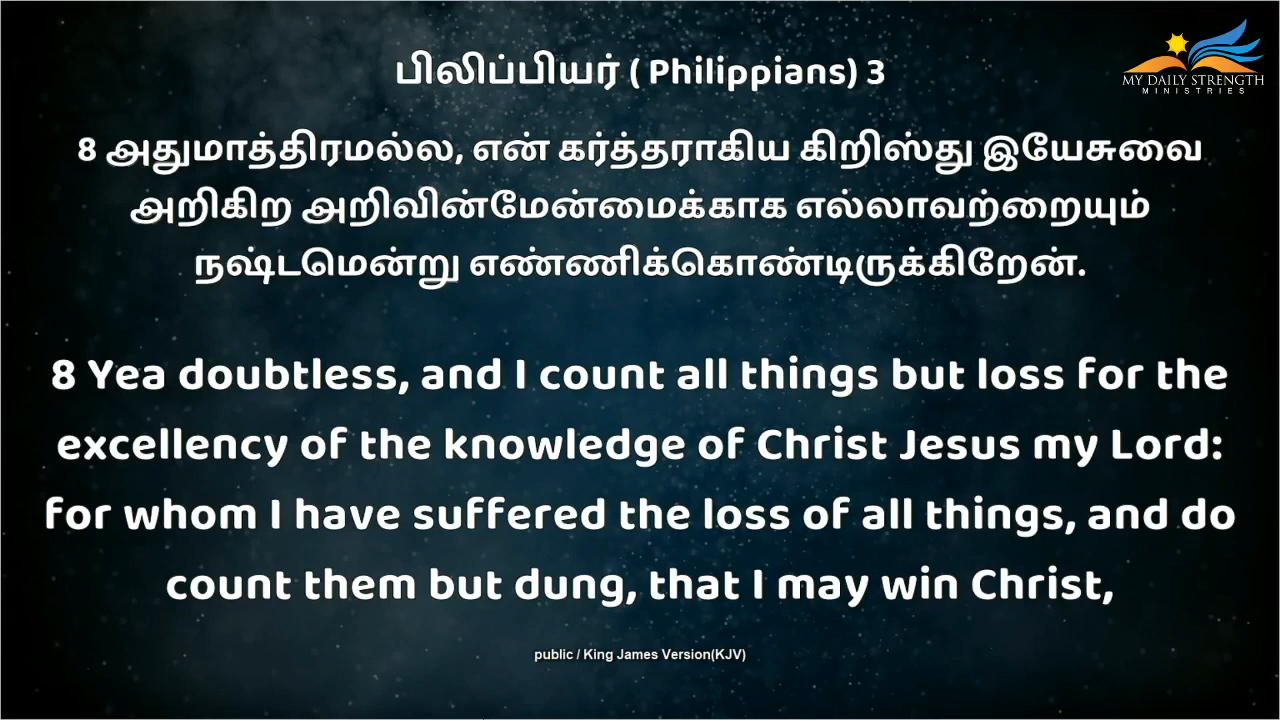 பிலிப்பியர் ( Philippians) 3
MY DAILY STRENGTH
MINISTRIES
8 அதுமாத்திரமல்ல, என் கர்த்தராகிய கிறிஸ்து இயேசுவை
அறிகிற அறிவின்மேன்மைக்காக எல்லாவற்றையும்
நஷ்டமென்று எண்ணிக்கொண்டிருக்கிறேன்.
8 Yea doubtless, and I count all things but loss for the
excellency of the knowledge of Christ Jesus my Lord:
for whom I have suffered the loss of all things, and do
count them but dung, that I may win Christ,
public / King James Version(KJV)